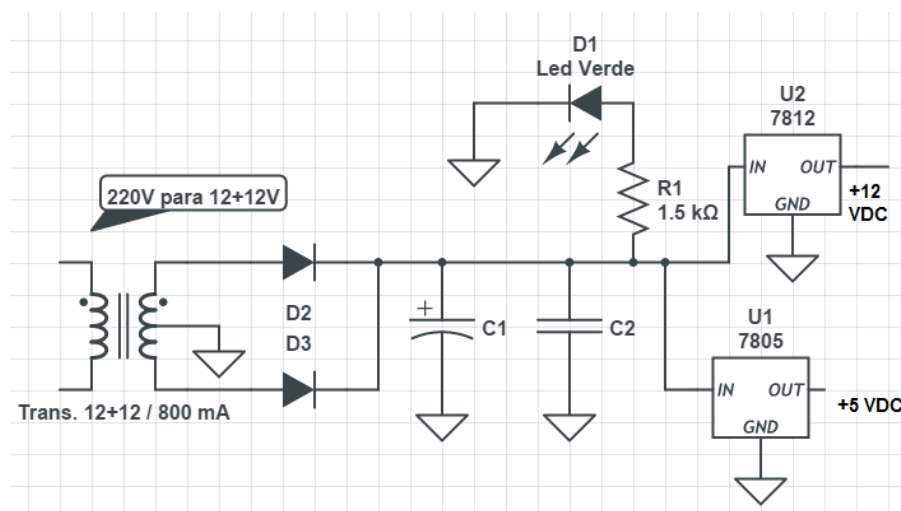 D1
Led Verde
U2
7812
IN OUT
GND
+12
VDC
R1
1.5 kΩ
220V para 12+12V
+
D2
D3
C1
C2
U1
7805
IN OUT
GND
+5 VDC
Trans. 12+12 / 800 mA